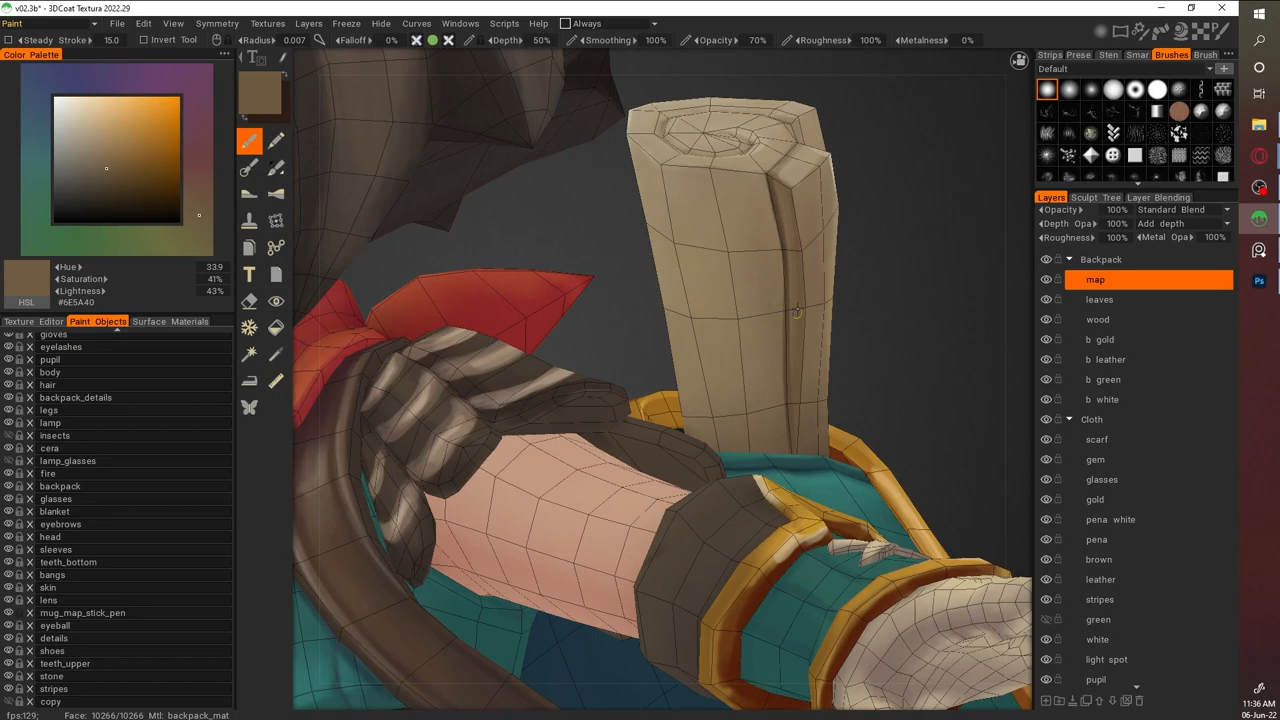 v02.3b* - 3DCoat Textura 2022.29
Paint File Edit View Symmetry Textures Layers Freeze Hide Curves Windows Scripts Help Always
Steady Stroke 15.0 Invert Tool Radius 0.007 Falloff 0% Depth 50% Smoothing 100% Opacity 70% Roughness 100% Metalness 0%
Color Palette
Hue 33.9
Saturation 41%
Lightness 43%
HSL #6E5A40
Texture Editor Paint Objects Surface Materials
gloves
eyelashes
pupil
body
hair
backpack_details
legs
lamp
insects
cera
lamp_glasses
fire
backpack
glasses
blanket
eyebrows
head
sleeves
teeth_bottom
bangs
skin
lens
mug_map_stick_pen
eyeball
details
shoes
teeth_upper
stone
stripes
copy
fps:129; Face: 10266/10266 Mtl: backpack_mat
Strips Prese Sten Smar Brushes Brush
Default
Layers Sculpt Tree Layer Blending
Opacity 100% Standard Blend
Depth Opa 100% Add depth
Roughness 100% Metal Opa 100%
Backpack
map
leaves
wood
b gold
b leather
b green
b white
Cloth
scarf
gem
glasses
gold
pena white
pena
brown
leather
stripes
green
white
light spot
pupil
Ps
11:36 AM
06-Jun-22